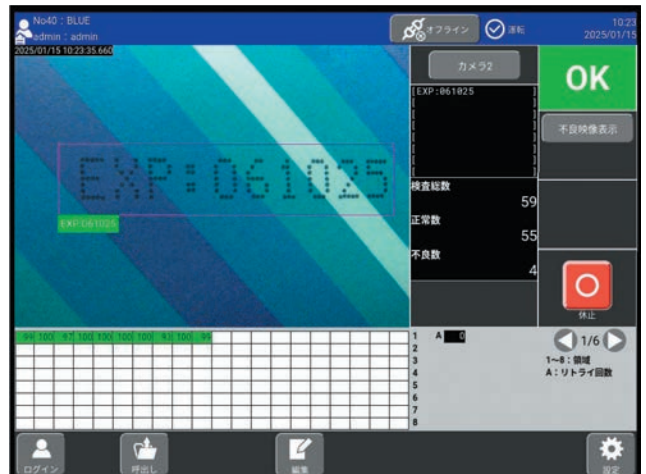 No40 : BLUE
admin : admin
オフライン
運転
10:23
2025/01/15
2025/01/15 10:23:35.660
EXP:061025
EXP:061025
カメラ2
[EXP:061025 ]
[ ]
[ ]
[ ]
[ ]
[ ]
[ ]
[ ]
検査総数
59
正常数
55
不良数
4
OK
不良映像表示
休止
99 100 97 100 100 100 100 93 100 99
1 A 0
2
3
4
5
6
7
8
1/6
1~8：領域
A：リトライ回数
ログイン
呼出し
編集
設定